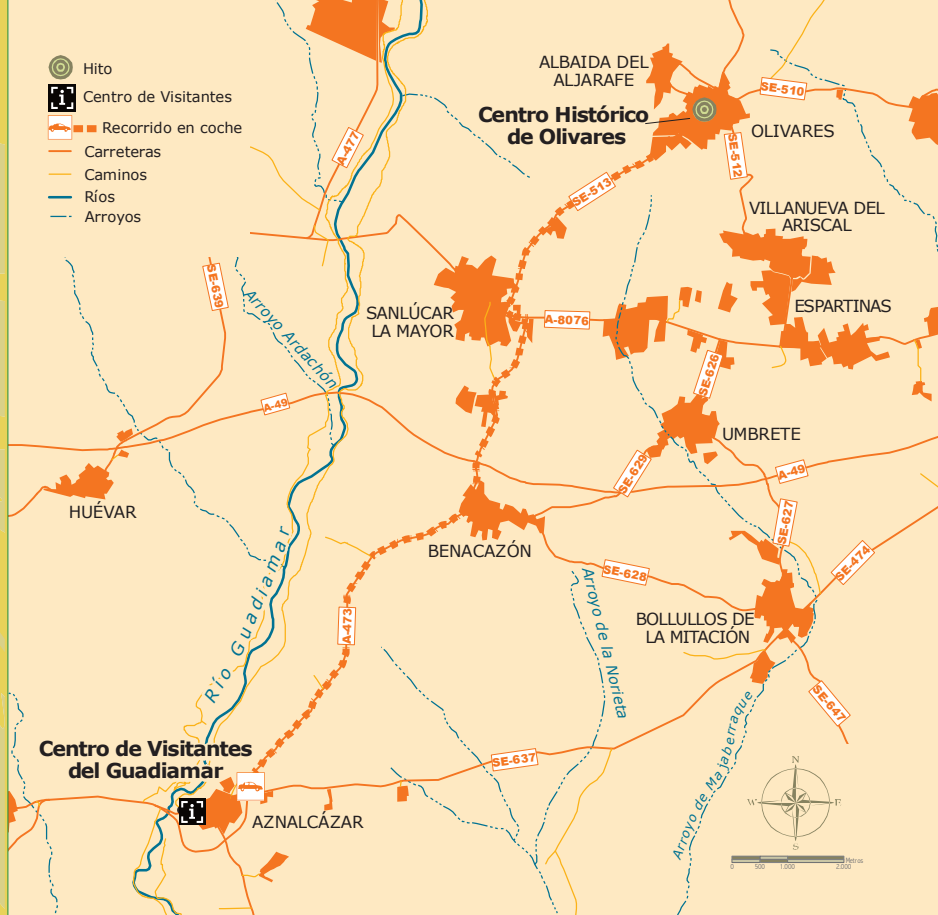 Hito
Centro de Visitantes
Recorrido en coche
Carreteras
Caminos
Ríos
Arroyos
ALBAIDA DEL
ALJARAFE
SE-510
Centro Histórico
de Olivares
OLIVARES
SE-512
A-477
SE-513
VILLANUEVA DEL
ARISCAL
SE-639
Arroyo Ardachón
SANLÚCAR
LA MAYOR
A-8076
ESPARTINAS
SE-626
A-49
UMBRETE
SE-629
A-49
HUÉVAR
SE-627
BENACAZÓN
SE-474
SE-628
Río Guadiamar
A-473
Arroyo de la Norieta
BOLLULLOS DE
LA MITACIÓN
SE-647
Centro de Visitantes
del Guadiamar
SE-637
Arroyo de Majaberraque
i
AZNALCÁZAR
N
W
E
S
0 500 1.000 2.000
Metros